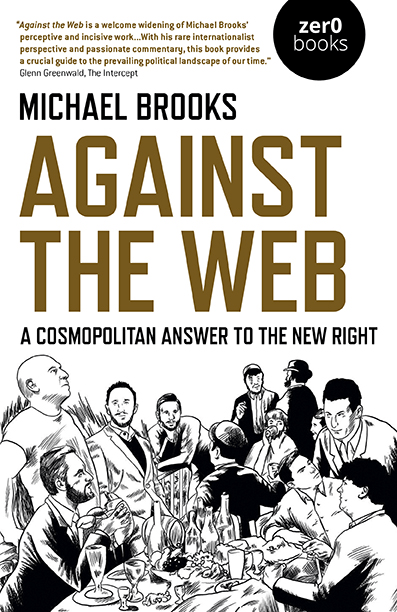 “Against the Web is a welcome widening of Michael Brooks'
perceptive and incisive work...With his rare internationalist
perspective and passionate commentary, this book provides
a crucial guide to the prevailing political landscape of our time.”
Glenn Greenwald, The Intercept
zer0
books
MICHAEL BROOKS
AGAINST
THE WEB
A COSMOPOLITAN ANSWER TO THE NEW RIGHT